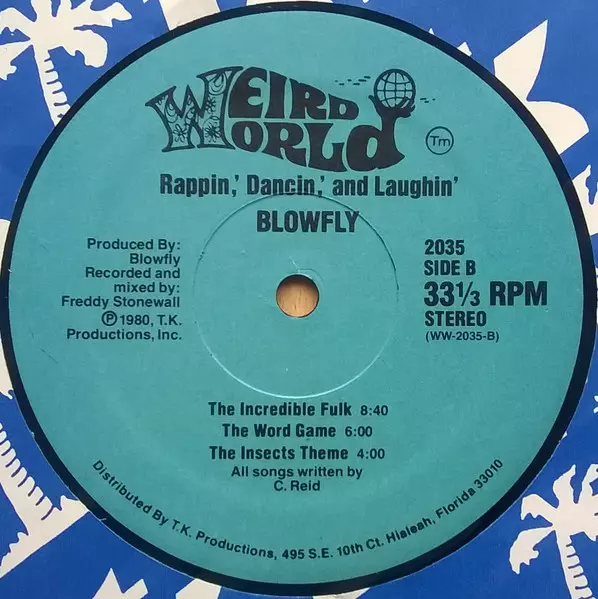 WEIRD
WORLD
Tm
Rappin,' Dancin,' and Laughin'
BLOWFLY
Produced By:
Blowfly
Recorded and
mixed by:
Freddy Stonewall
Ⓟ 1980, T.K.
Productions, Inc.
2035
SIDE B
33⅓ RPM
STEREO
(WW-2035-B)
The Incredible Fulk 8:40
The Word Game 6:00
The Insects Theme 4:00
All songs written by
C. Reid
Distributed By T.K. Productions, 495 S.E. 10th Ct. Hialeah, Florida 33010